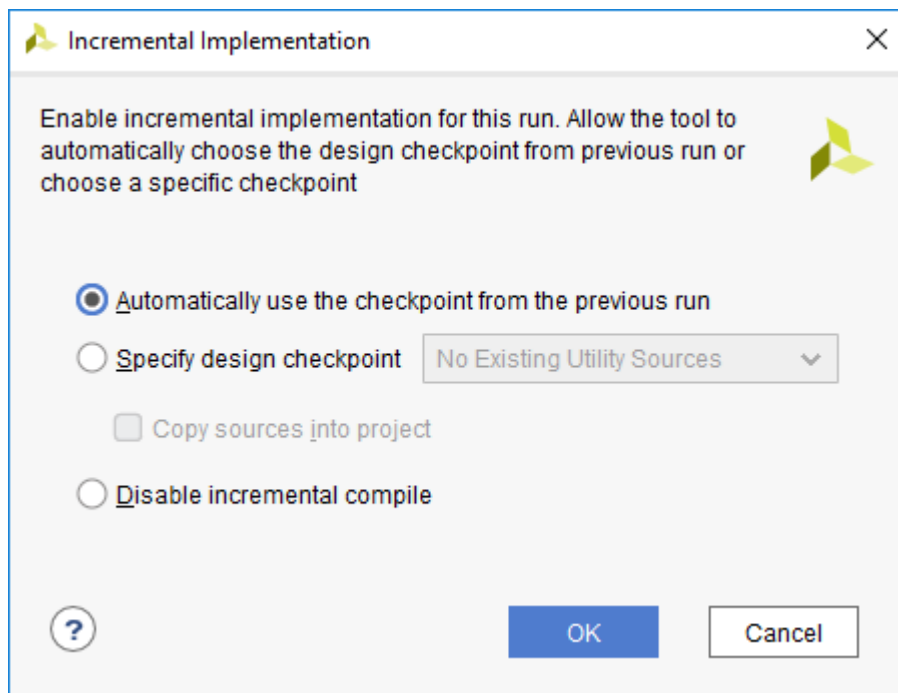 Incremental Implementation
Enable incremental implementation for this run. Allow the tool to
automatically choose the design checkpoint from previous run or
choose a specific checkpoint
Automatically use the checkpoint from the previous run
Specify design checkpoint No Existing Utility Sources
Copy sources into project
Disable incremental compile
? OK Cancel